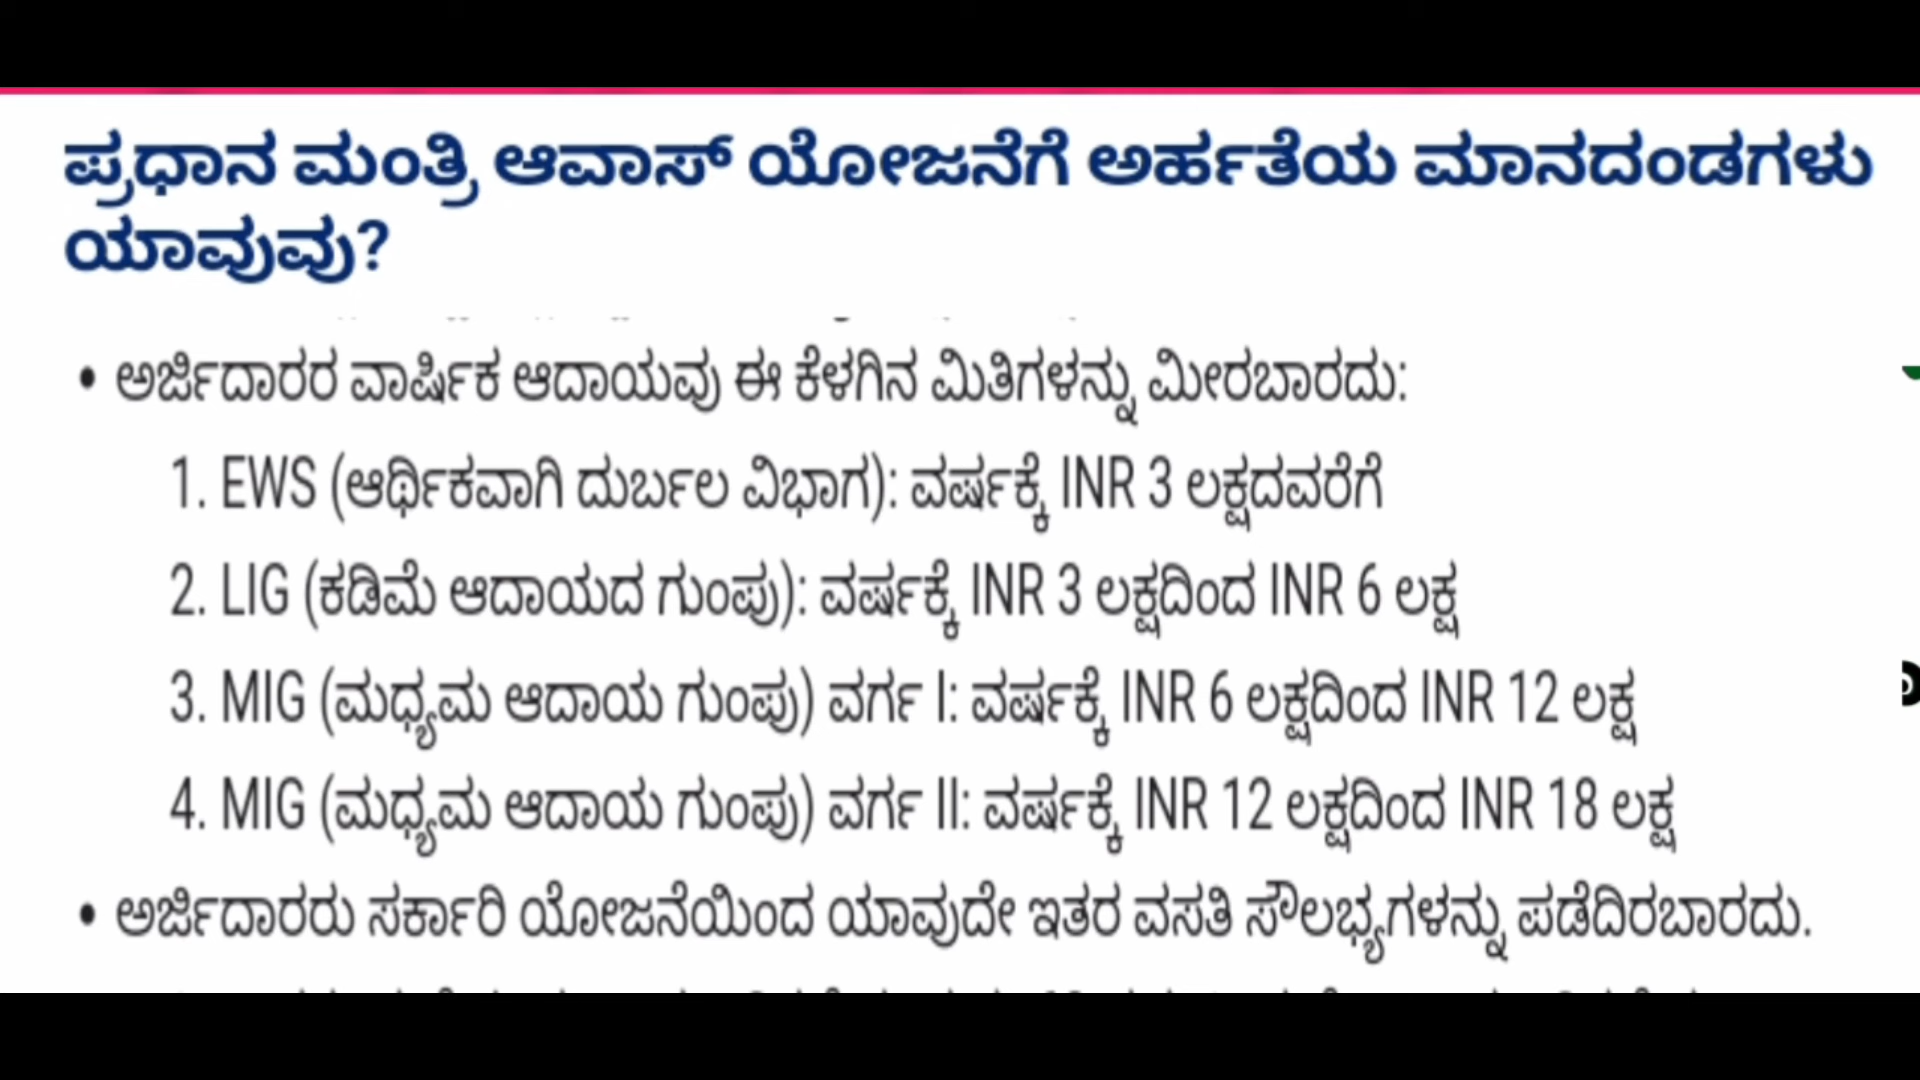 ಪ್ರಧಾನ ಮಂತ್ರಿ ಆವಾಸ್ ಯೋಜನೆಗೆ ಅರ್ಹತೆಯ ಮಾನದಂಡಗಳು
ಯಾವುವು?
• ಅರ್ಜಿದಾರರ ವಾರ್ಷಿಕ ಆದಾಯವು ಈ ಕೆಳಗಿನ ಮಿತಿಗಳನ್ನು ಮೀರಬಾರದು:
1. EWS (ಆರ್ಥಿಕವಾಗಿ ದುರ್ಬಲ ವಿಭಾಗ): ವರ್ಷಕ್ಕೆ INR 3 ಲಕ್ಷದವರೆಗೆ
2. LIG (ಕಡಿಮೆ ಆದಾಯದ ಗುಂಪು): ವರ್ಷಕ್ಕೆ INR 3 ಲಕ್ಷದಿಂದ INR 6 ಲಕ್ಷ
3. MIG (ಮಧ್ಯಮ ಆದಾಯ ಗುಂಪು) ವರ್ಗ I: ವರ್ಷಕ್ಕೆ INR 6 ಲಕ್ಷದಿಂದ INR 12 ಲಕ್ಷ
4. MIG (ಮಧ್ಯಮ ಆದಾಯ ಗುಂಪು) ವರ್ಗ II: ವರ್ಷಕ್ಕೆ INR 12 ಲಕ್ಷದಿಂದ INR 18 ಲಕ್ಷ
• ಅರ್ಜಿದಾರರು ಸರ್ಕಾರಿ ಯೋಜನೆಯಿಂದ ಯಾವುದೇ ಇತರ ವಸತಿ ಸೌಲಭ್ಯಗಳನ್ನು ಪಡೆದಿರಬಾರದು.